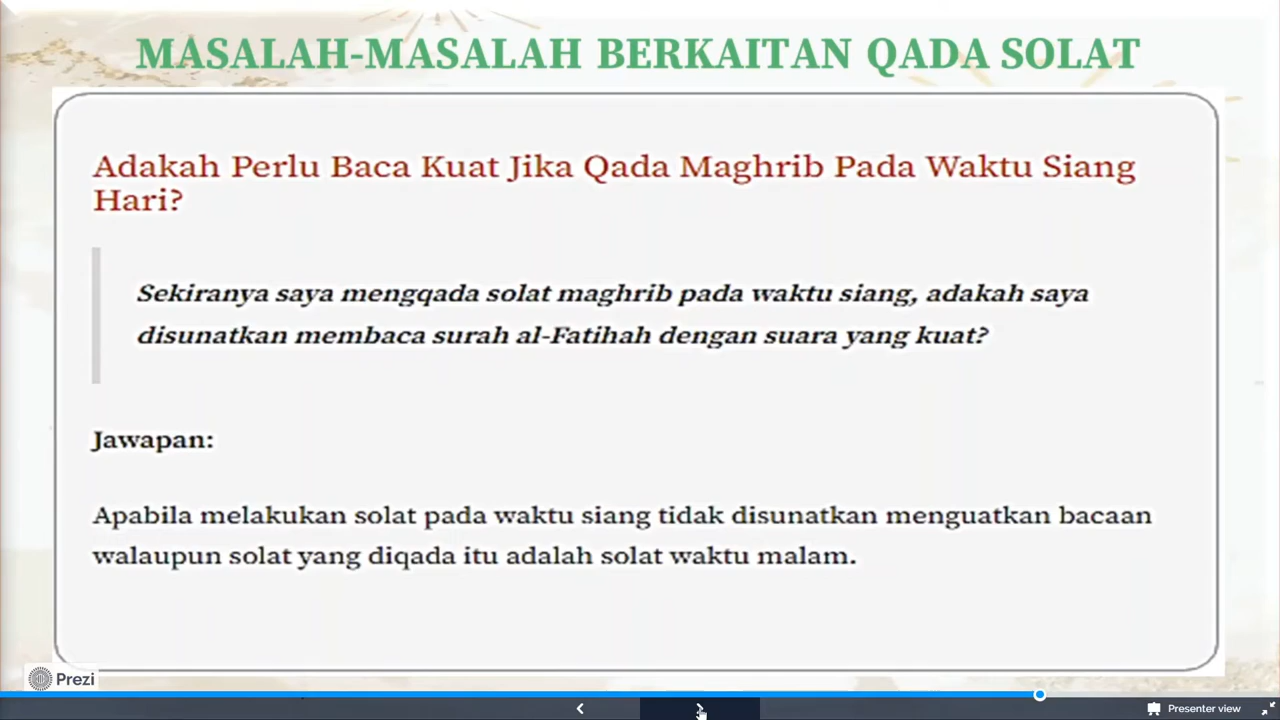 MASALAH-MASALAH BERKAITAN QADA SOLAT
Adakah Perlu Baca Kuat Jika Qada Maghrib Pada Waktu Siang
Hari?
Sekiranya saya mengqada solat maghrib pada waktu siang, adakah saya
disunatkan membaca surah al-Fatihah dengan suara yang kuat?
Jawapan:
Apabila melakukan solat pada waktu siang tidak disunatkan menguatkan bacaan
walaupun solat yang diqada itu adalah solat waktu malam.
Prezi
Presenter view